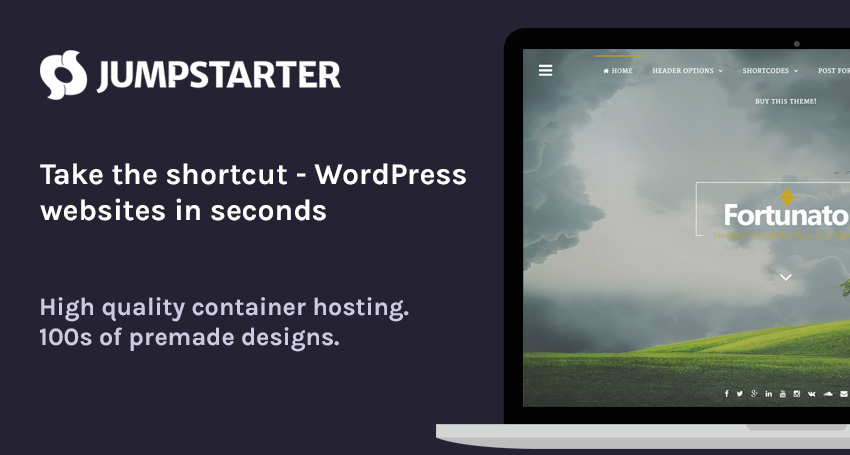 JUMPSTARTER
Take the shortcut - WordPress
websites in seconds
High quality container hosting.
100s of premade designs.
HOME
HEADER OPTIONS
SHORTCODES
POST FOR
BUY THIS THEME!
Fortunato